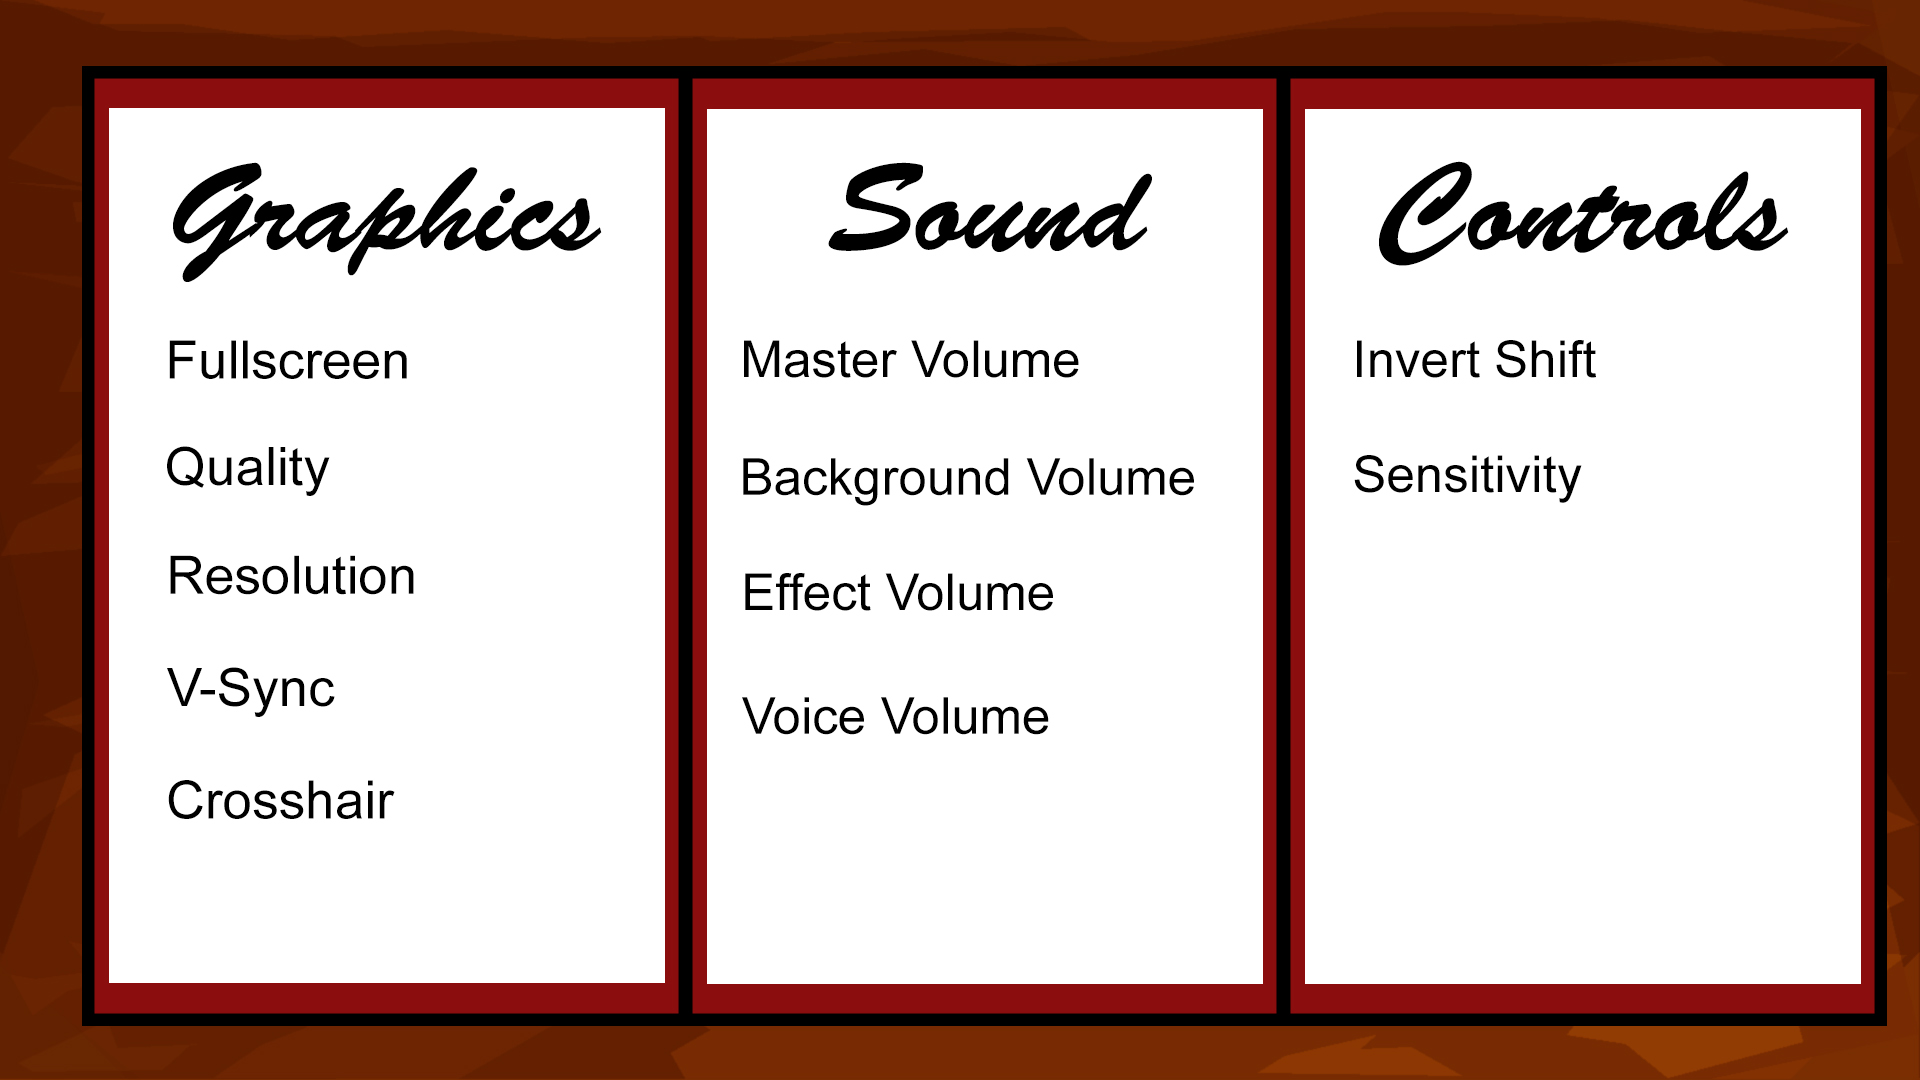 Graphics
Fullscreen
Quality
Resolution
V-Sync
Crosshair
Sound
Master Volume
Background Volume
Effect Volume
Voice Volume
Controls
Invert Shift
Sensitivity